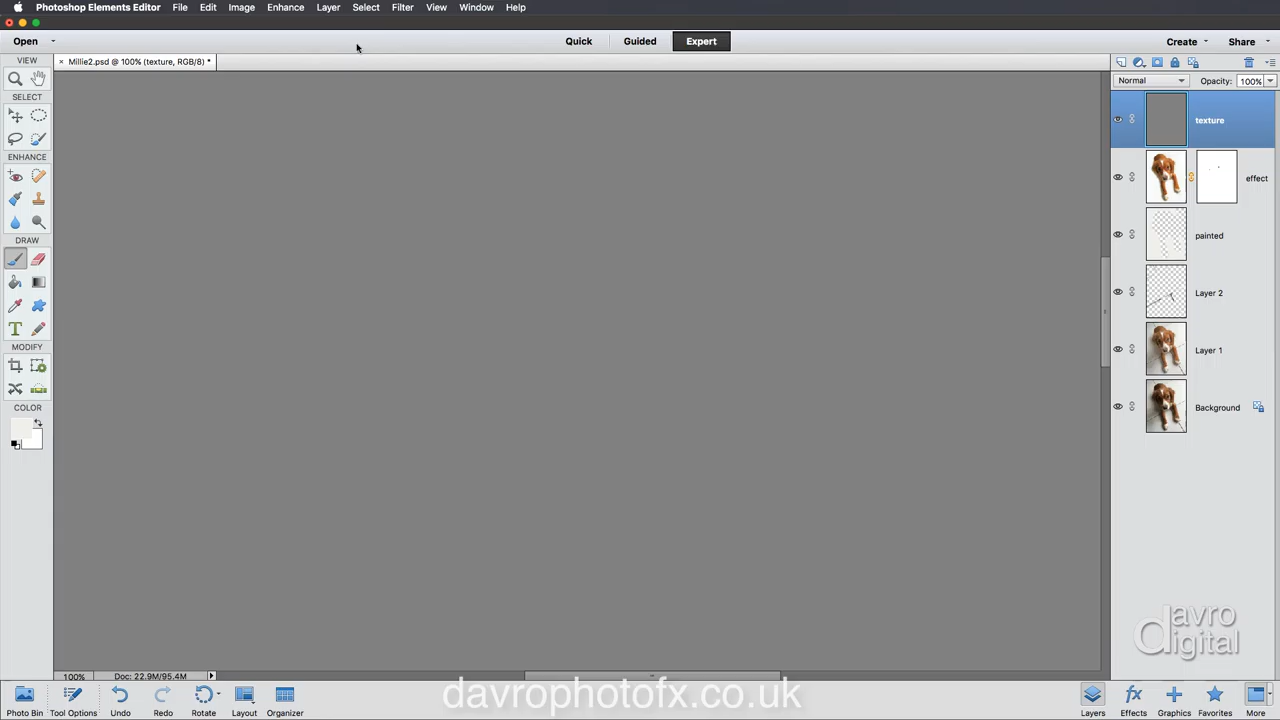 Photoshop Elements Editor File Edit Image Enhance Layer Select Filter View Window Help
Open Quick Guided Expert Create Share
VIEW × Millie2.psd @ 100% (texture, RGB/8) *
Normal Opacity: 100%
SELECT
texture
ENHANCE
effect
painted
DRAW
Layer 2
T
MODIFY
Layer 1
COLOR
Background
davro
digital
100% Doc: 22.9M/95.4M
Photo Bin Tool Options Undo Redo Rotate Layout Organizer
davrophotofx.co.uk
fx
Layers Effects Graphics Favorites More